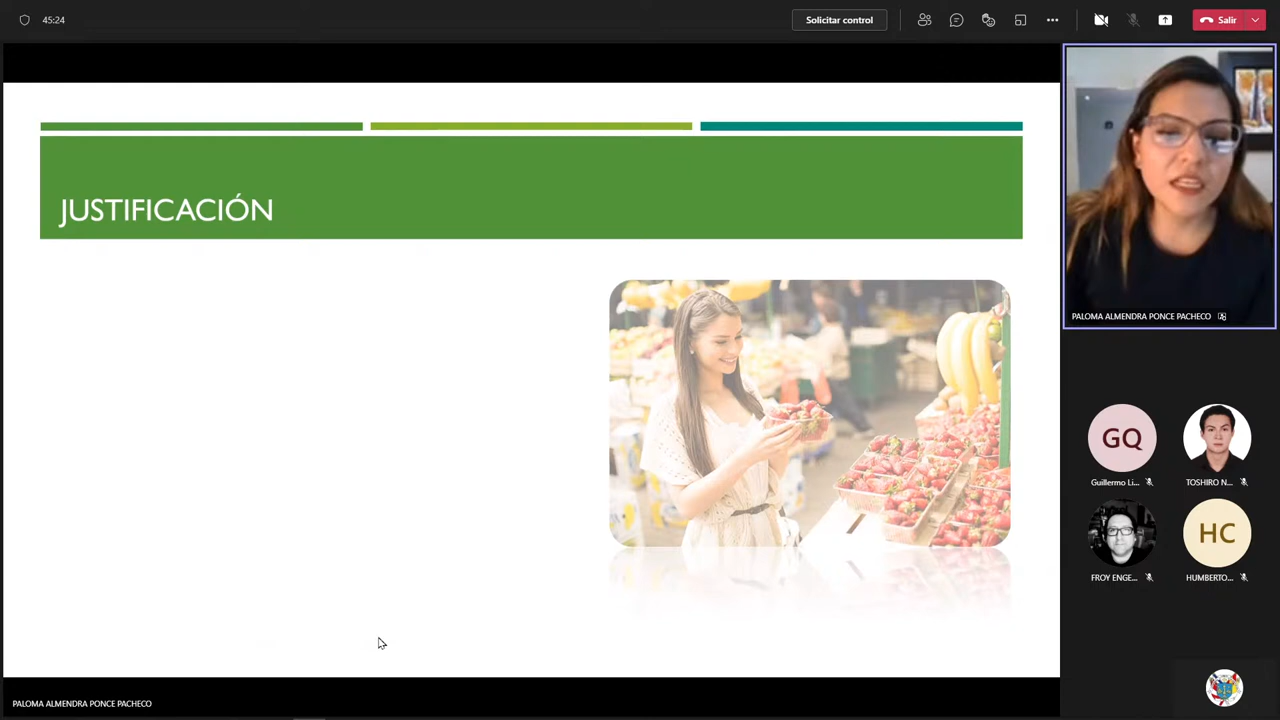 45:24
Solicitar control
Salir
JUSTIFICACIÓN
PALOMA ALMENDRA PONCE PACHECO
GQ
Guillermo Li...
TOSHIRO N...
FROY ENGE...
HC
HUMBERTO...
PALOMA ALMENDRA PONCE PACHECO